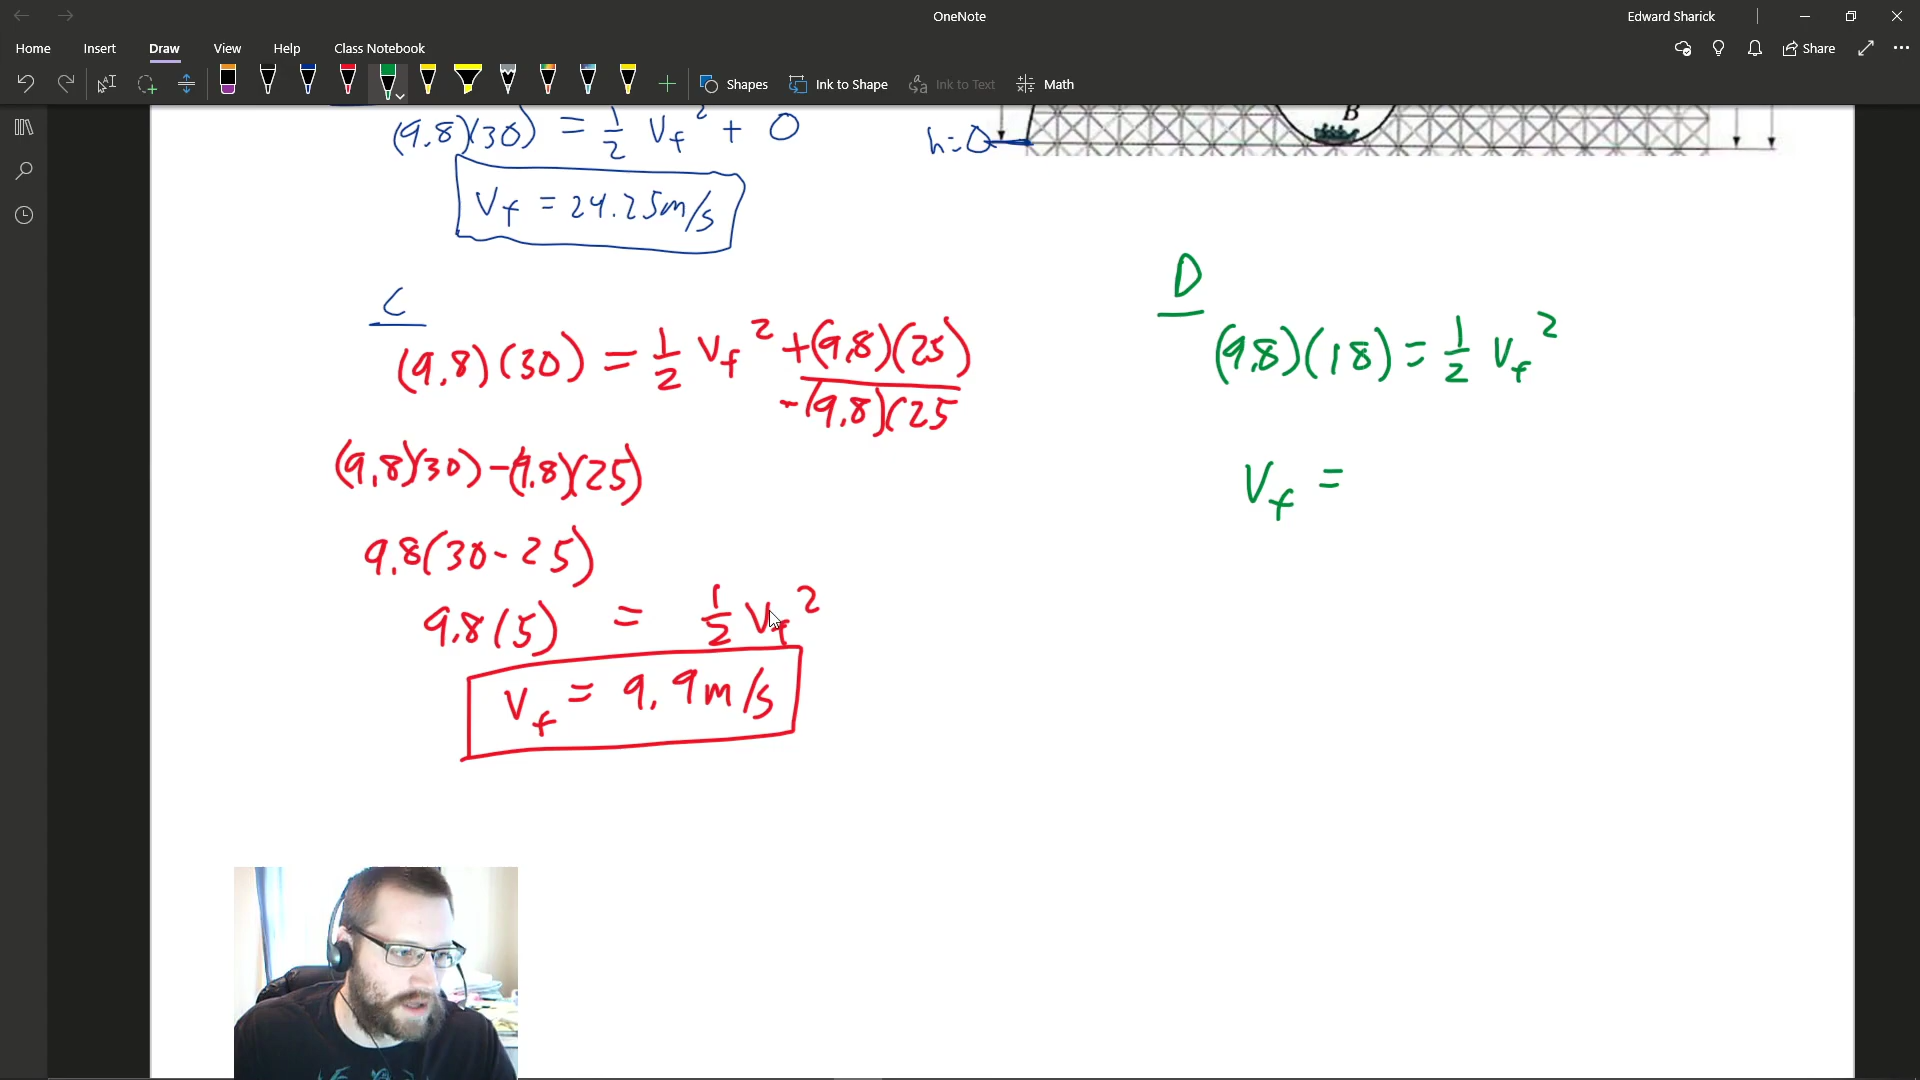 OneNote
Edward Sharick
Home Insert Draw View Help Class Notebook
Share
Shapes Ink to Shape Ink to Text Math
(9.8)(30) = 1/2 Vf² + 0
h=0
B
Vf = 24.25m/s
C
(9.8)(30) = 1/2 Vf² + (9.8)(25)
-(9.8)(25
(9.8)(30) - (9.8)(25)
9.8(30-25)
9.8(5) = 1/2 Vf²
Vf = 9.9m/s
D
(9.8)(18) = 1/2 Vf²
Vf =